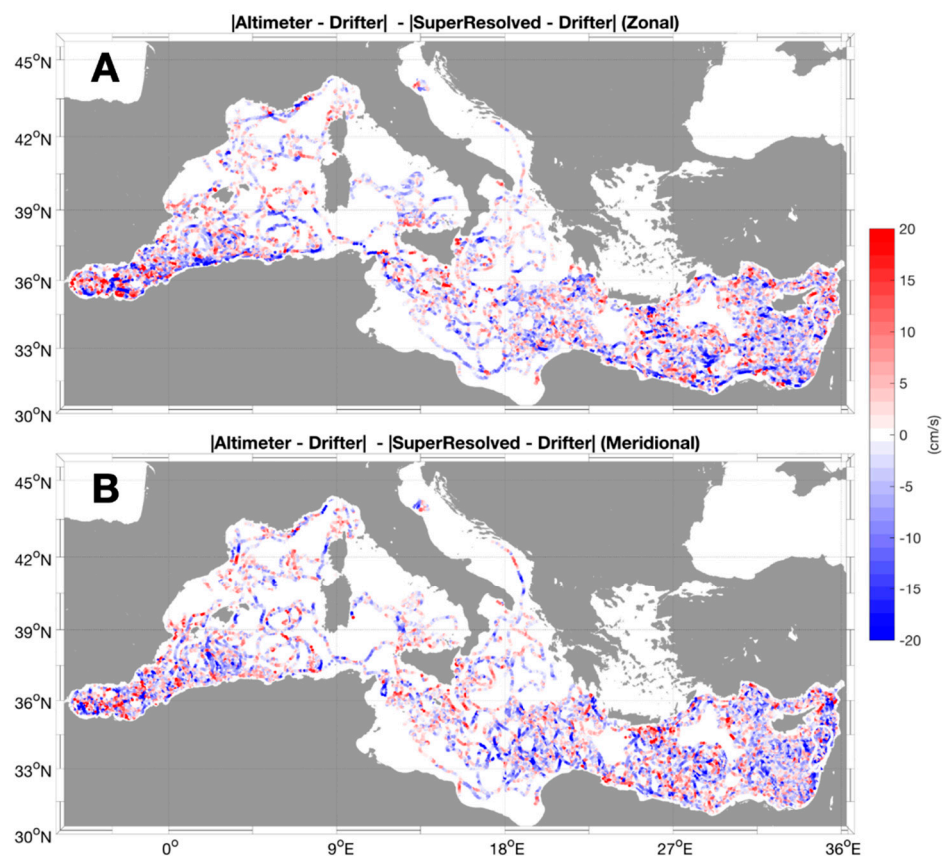 |Altimeter - Drifter| - |SuperResolved - Drifter| (Zonal)
A
45°N
42°N
39°N
36°N
33°N
30°N
|Altimeter - Drifter| - |SuperResolved - Drifter| (Meridional)
B
45°N
42°N
39°N
36°N
33°N
30°N
0°
9°E
18°E
27°E
36°E
20
15
10
5
0
-5
-10
-15
-20
(cm/s)